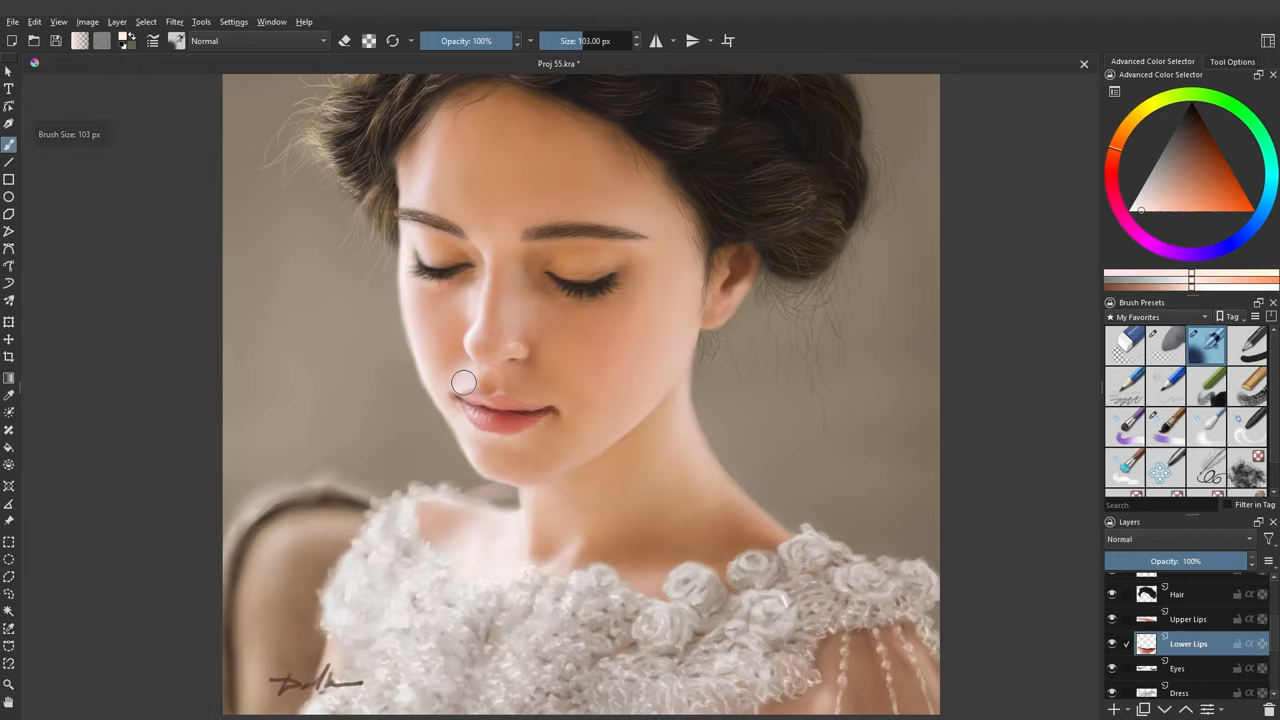 File Edit View Image Layer Select Filter Tools Settings Window Help
Normal
Opacity: 100%
Size: 103.00 px
Proj 55.kra *
Brush Size: 103 px
Advanced Color Selector Tool Options
Advanced Color Selector
Brush Presets
★ My Favorites
Tag
Search
Filter in Tag
Layers
Normal
Opacity: 100%
Hair
Upper Lips
Lower Lips
Eyes
Dress